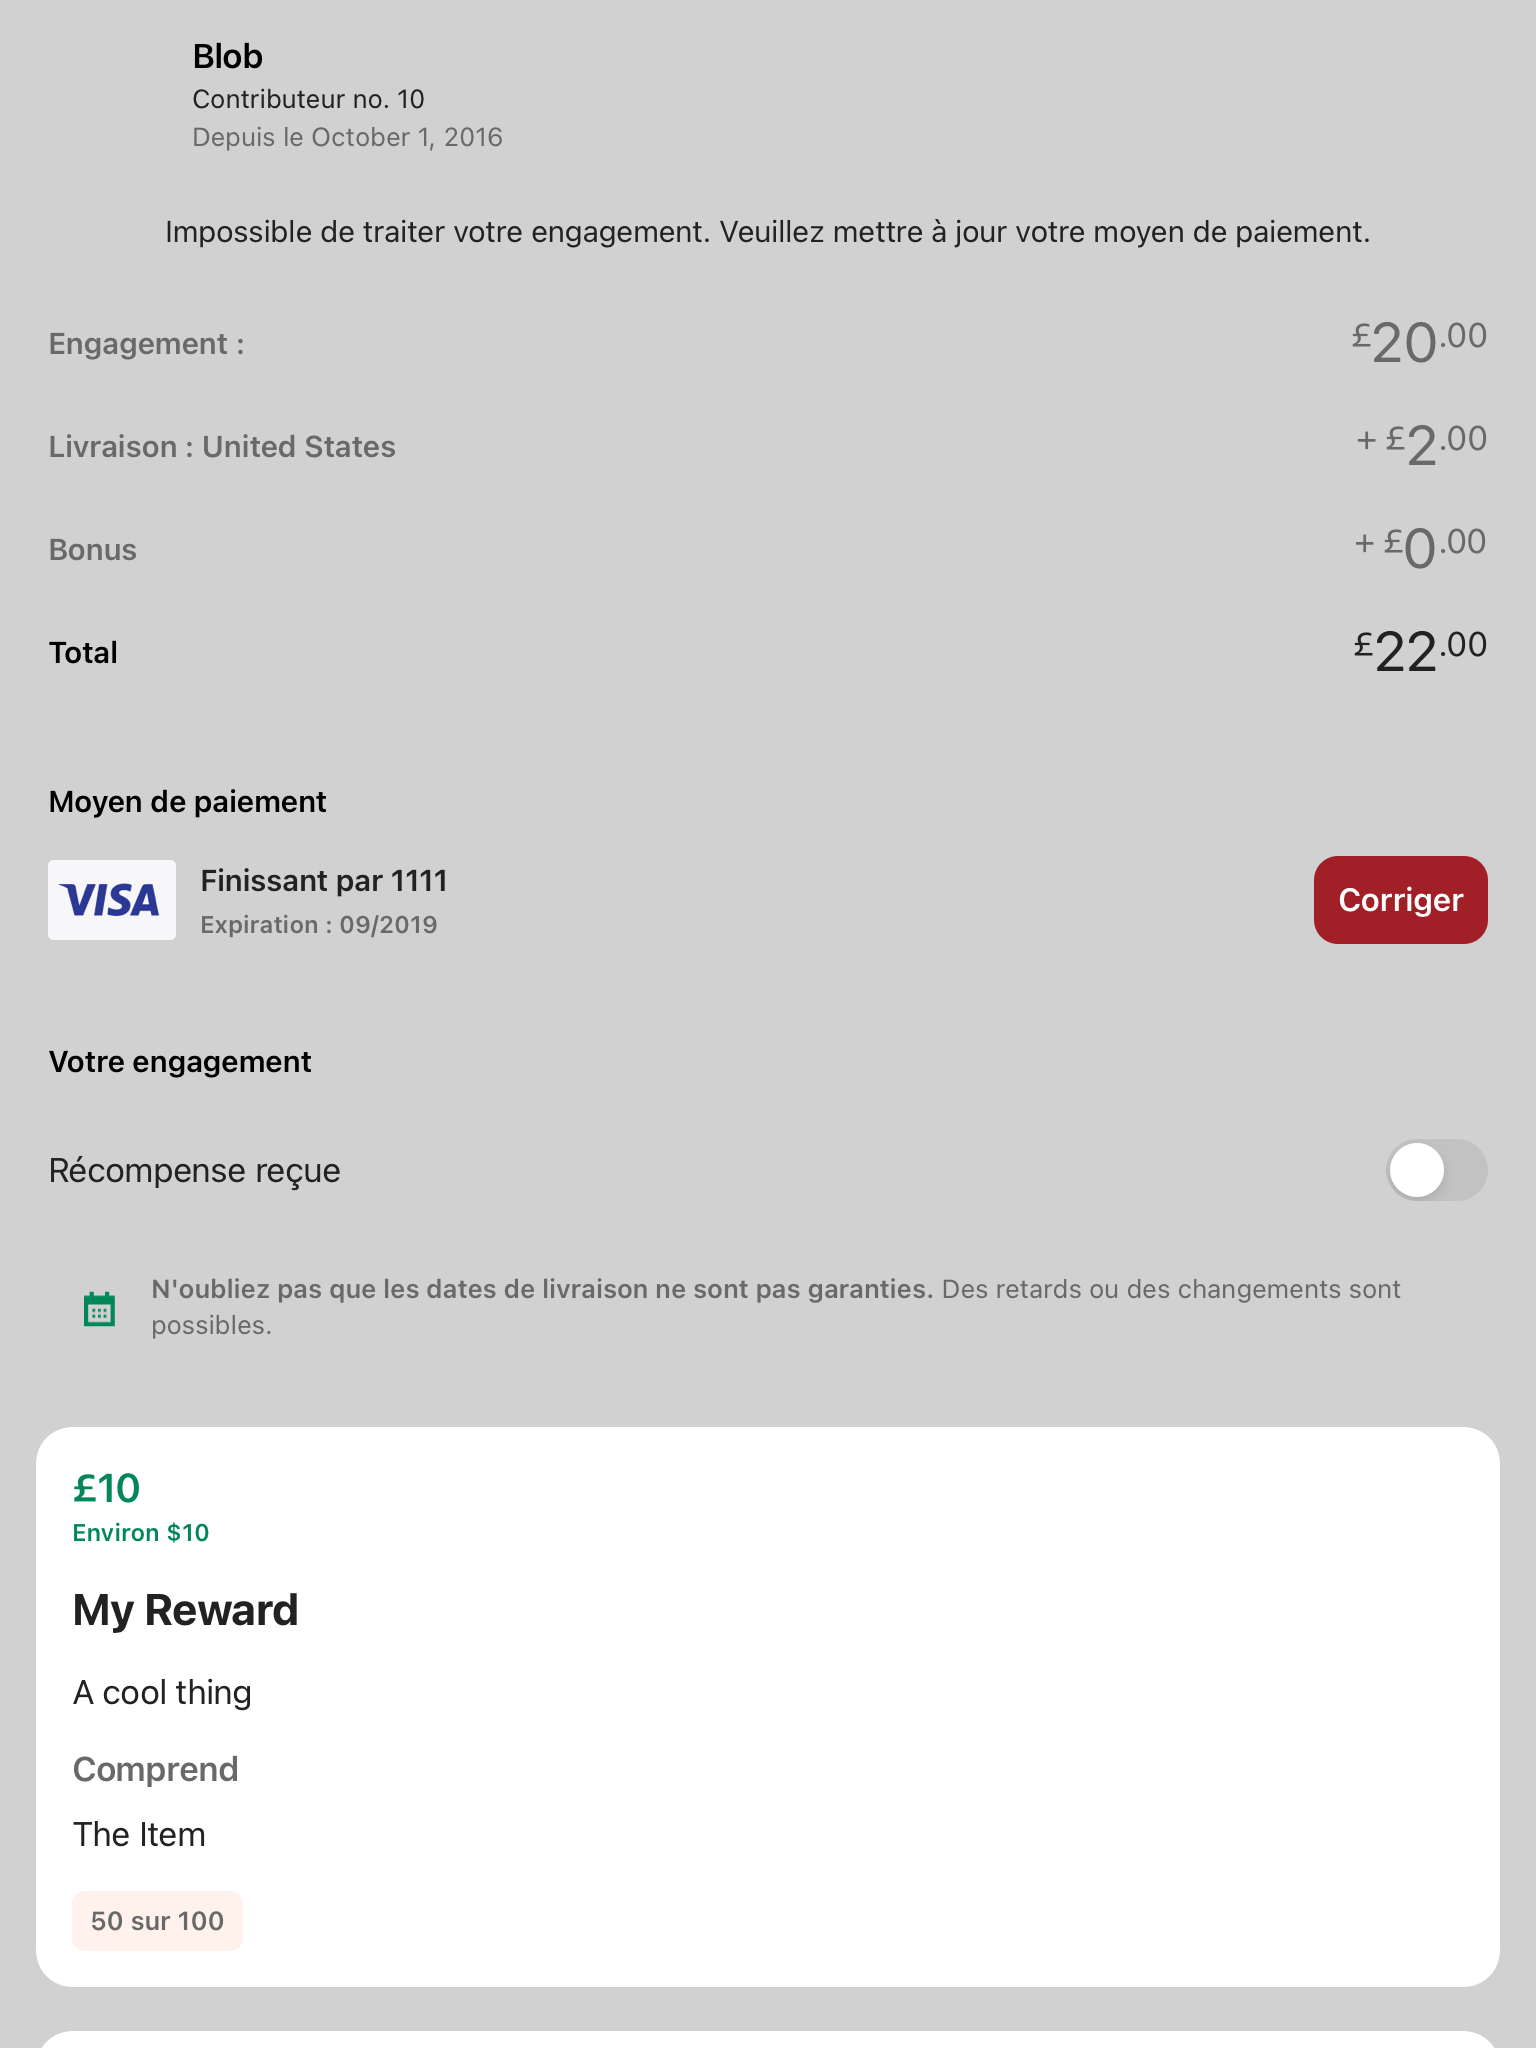 Blob
Contributeur no. 10
Depuis le October 1, 2016
Impossible de traiter votre engagement. Veuillez mettre à jour votre moyen de paiement.
Engagement : £20.00
Livraison : United States + £2.00
Bonus + £0.00
Total £22.00
Moyen de paiement
VISA
Finissant par 1111
Expiration : 09/2019
Corriger
Votre engagement
Récompense reçue
N'oubliez pas que les dates de livraison ne sont pas garanties. Des retards ou des changements sont
possibles.
£10
Environ $10
My Reward
A cool thing
Comprend
The Item
50 sur 100